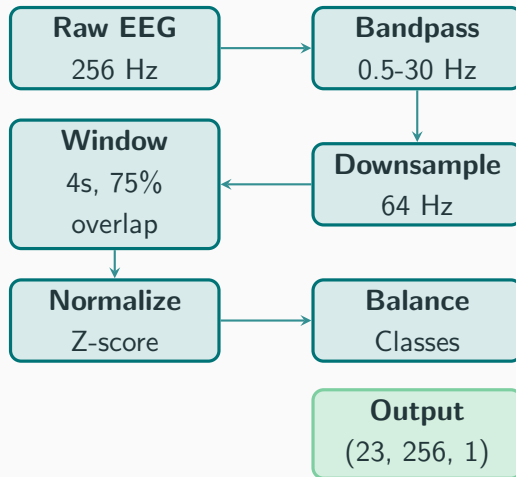 Raw EEG
256 Hz
Bandpass
0.5-30 Hz
Downsample
64 Hz
Window
4s, 75%
overlap
Normalize
Z-score
Balance
Classes
Output
(23, 256, 1)